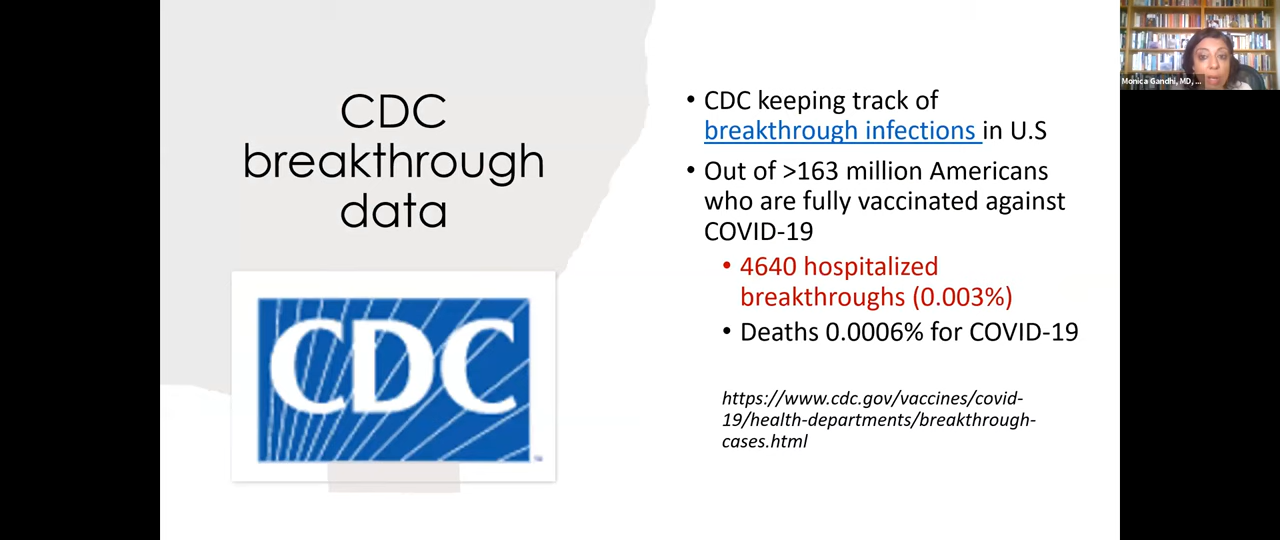 CDC
breakthrough
data
CDC
™
• CDC keeping track of
breakthrough infections in U.S
• Out of >163 million Americans
who are fully vaccinated against
COVID-19
• 4640 hospitalized
breakthroughs (0.003%)
• Deaths 0.0006% for COVID-19
https://www.cdc.gov/vaccines/covid-
19/health-departments/breakthrough-
cases.html
Monica Gandhi, MD, ...